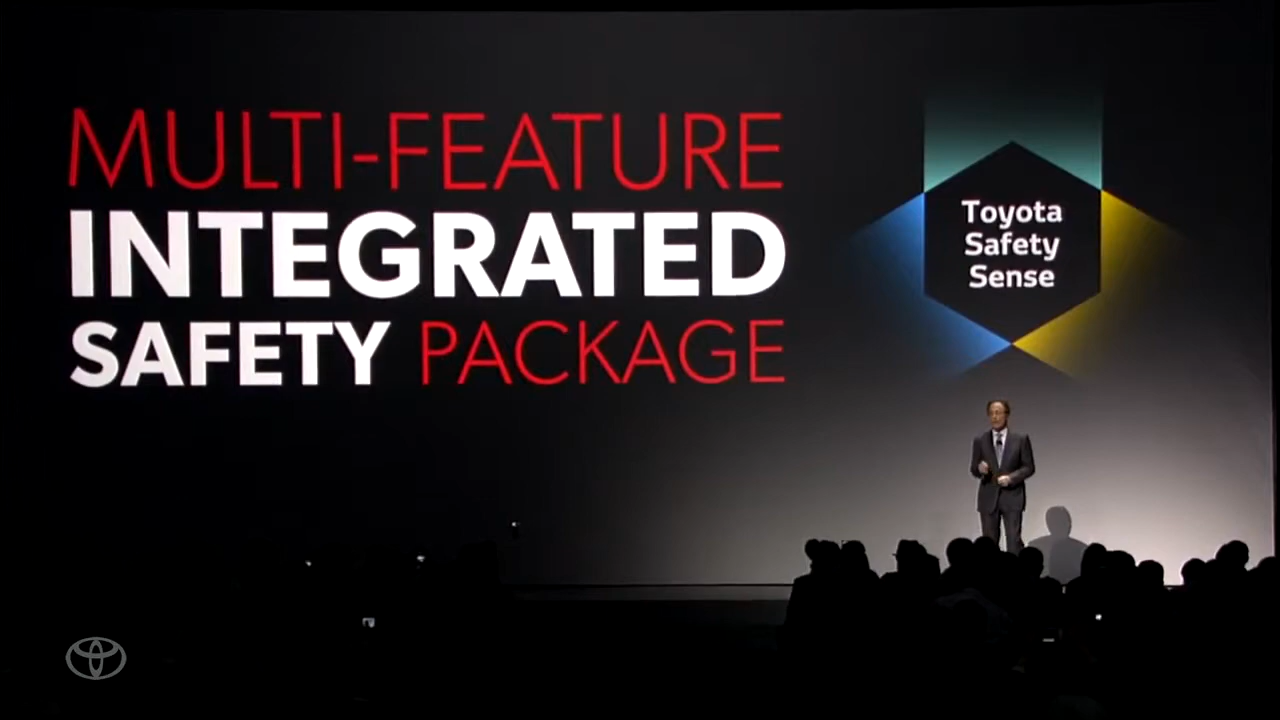 MULTI-FEATURE
INTEGRATED
SAFETY PACKAGE
Toyota
Safety
Sense